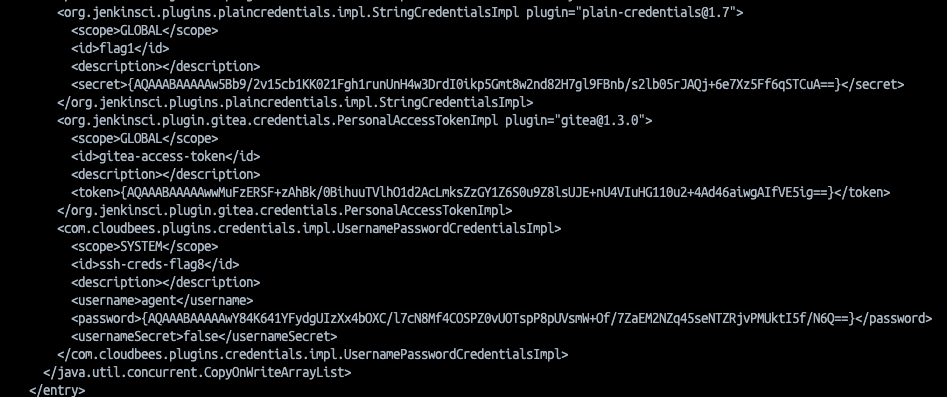 <org.jenkinsci.plugins.plaincredentials.impl.StringCredentialsImpl plugin="plain-credentials@1.7">
<scope>GLOBAL</scope>
<id>flag1</id>
<description></description>
<secret>{AQAAABAAAAAw5Bb9/2v15cb1KK021Fgh1runUnH4w3DrdI0ikp5Gmt8w2nd82H7gl9FBnb/s2lb05rJAQj+6e7Xz5Ff6qSTCuA==}</secret>
</org.jenkinsci.plugins.plaincredentials.impl.StringCredentialsImpl>
<org.jenkinsci.plugin.gitea.credentials.PersonalAccessTokenImpl plugin="gitea@1.3.0">
<scope>GLOBAL</scope>
<id>gitea-access-token</id>
<description></description>
<token>{AQAAABAAAAAwwMuFzERSF+zAhBk/0BihuuTVlhO1d2AcLmksZzGY1Z6S0u9Z8lsUJE+nU4VIuHG110u2+4Ad46aiwgAIfVE5ig==}</token>
</org.jenkinsci.plugin.gitea.credentials.PersonalAccessTokenImpl>
<com.cloudbees.plugins.credentials.impl.UsernamePasswordCredentialsImpl>
<scope>SYSTEM</scope>
<id>ssh-creds-flag8</id>
<description></description>
<username>agent</username>
<password>{AQAAABAAAAAwY84K641YFydgUIzXx4bOXC/l7cN8Mf4COSPZ0vUOTspP8pUVsmW+Of/7ZaEM2NZq45seNTZRjvPMUktI5f/N6Q==}</password>
<usernameSecret>false</usernameSecret>
</com.cloudbees.plugins.credentials.impl.UsernamePasswordCredentialsImpl>
</java.util.concurrent.CopyOnWriteArrayList>
</entry>